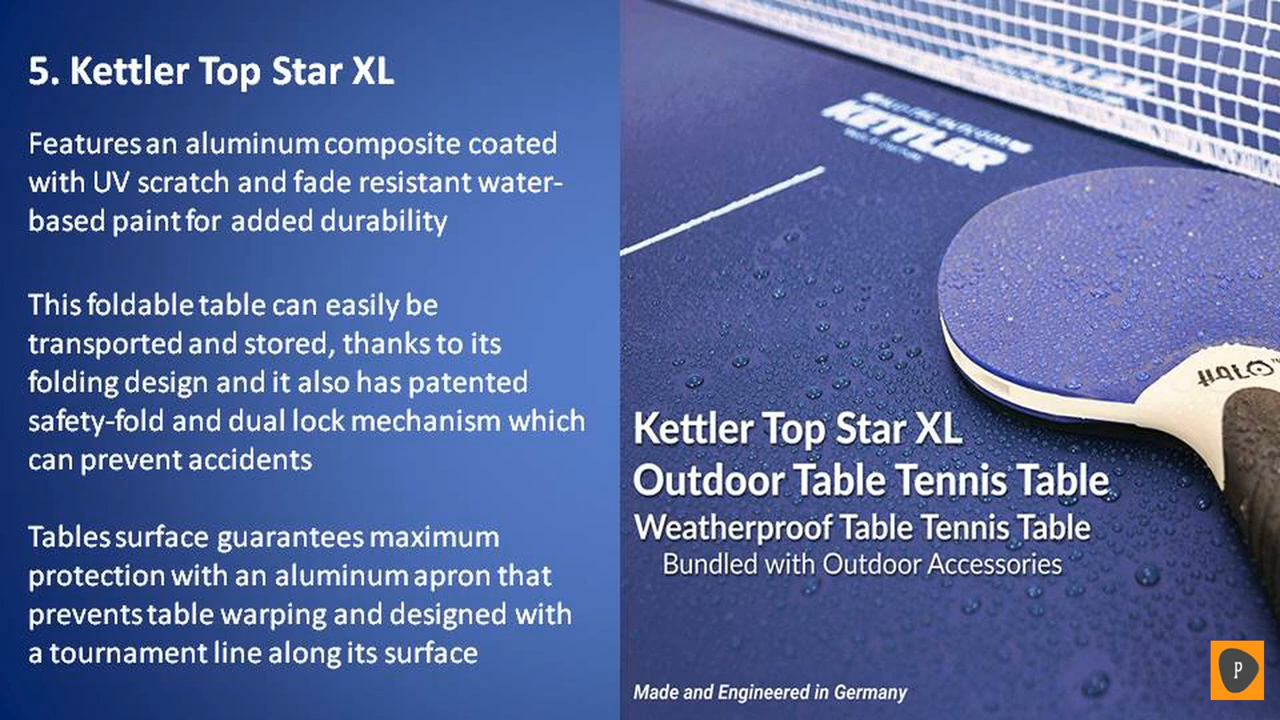 5. Kettler Top Star XL
Features an aluminum composite coated
with UV scratch and fade resistant water-
based paint for added durability
This foldable table can easily be
transported and stored, thanks to its
folding design and it also has patented
safety-fold and dual lock mechanism which
can prevent accidents
Tables surface guarantees maximum
protection with an aluminum apron that
prevents table warping and designed with
a tournament line along its surface
KETTLER
Kettler Top Star XL
Outdoor Table Tennis Table
Weatherproof Table Tennis Table
Bundled with Outdoor Accessories
Made and Engineered in Germany
P